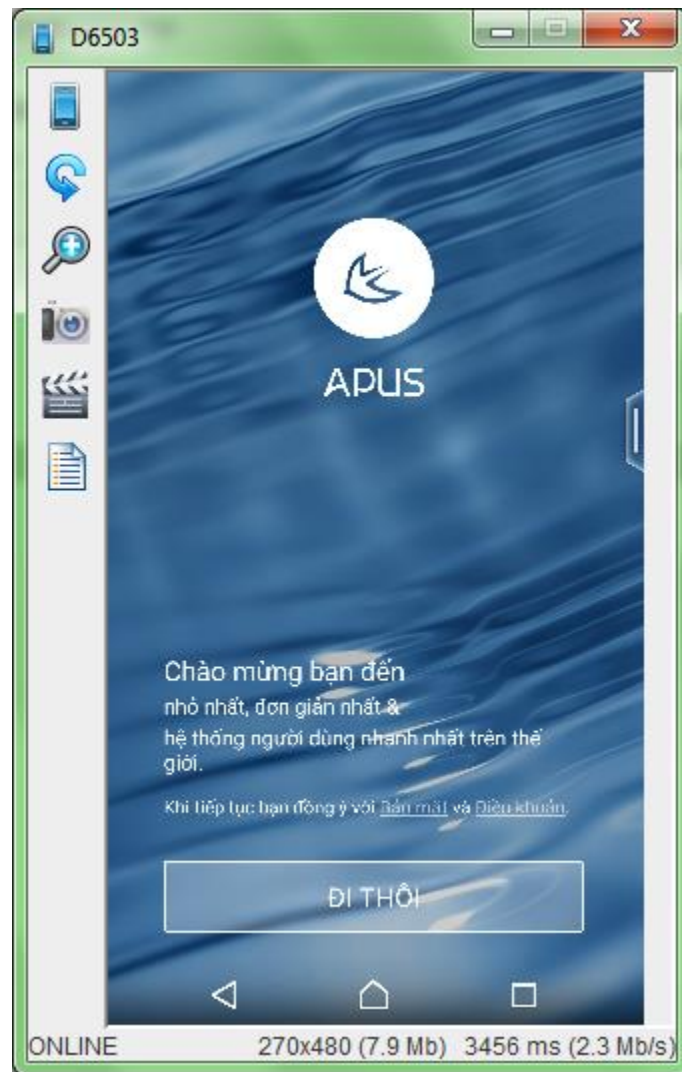 D6503
APUS
Chào mừng bạn đến
nhỏ nhất, đơn giản nhất &
hệ thống người dùng nhanh nhất trên thế
giới.
Khi tiếp tục bạn đồng ý với Bảo mật và Điều khoản.
ĐI THÔI
ONLINE 270x480 (7.9 Mb) 3456 ms (2.3 Mb/s)